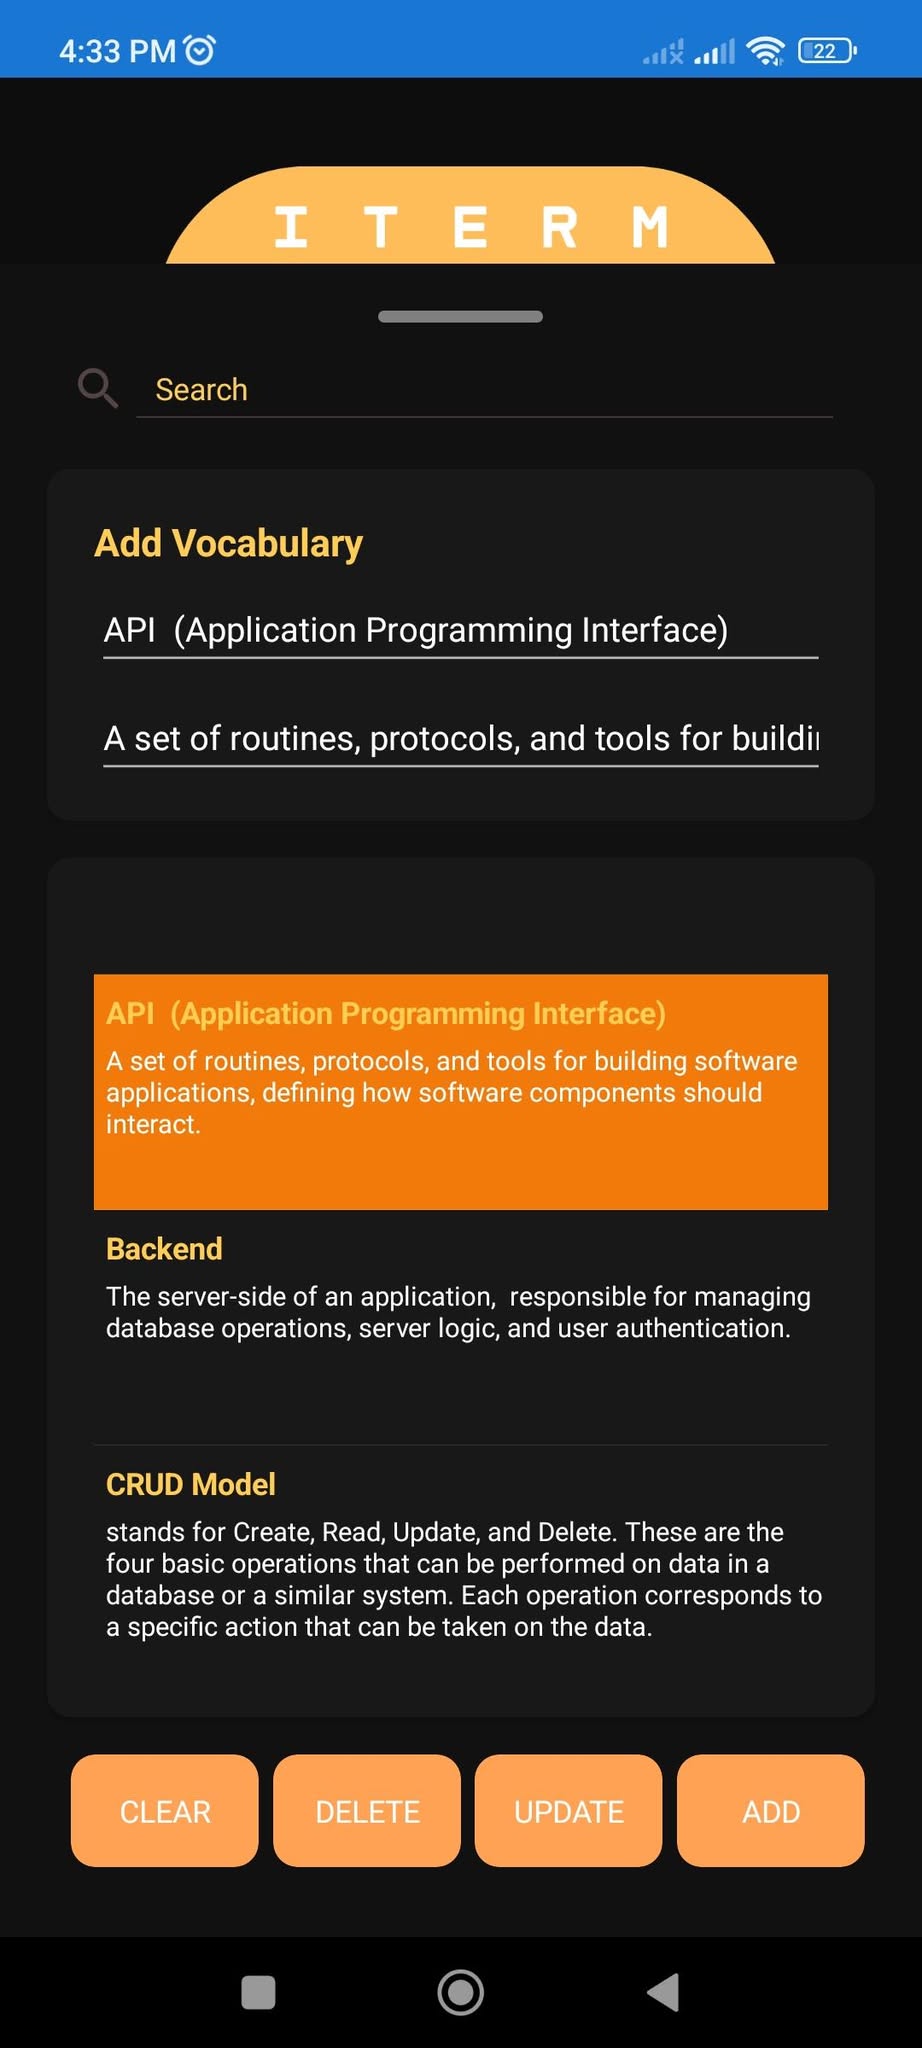 4:33 PM
22
I T E R M
Search
Add Vocabulary
API  (Application Programming Interface)
A set of routines, protocols, and tools for buildi
API  (Application Programming Interface)
A set of routines, protocols, and tools for building software
applications, defining how software components should
interact.
Backend
The server-side of an application,  responsible for managing
database operations, server logic, and user authentication.
CRUD Model
stands for Create, Read, Update, and Delete. These are the
four basic operations that can be performed on data in a
database or a similar system. Each operation corresponds to
a specific action that can be taken on the data.
CLEAR
DELETE
UPDATE
ADD